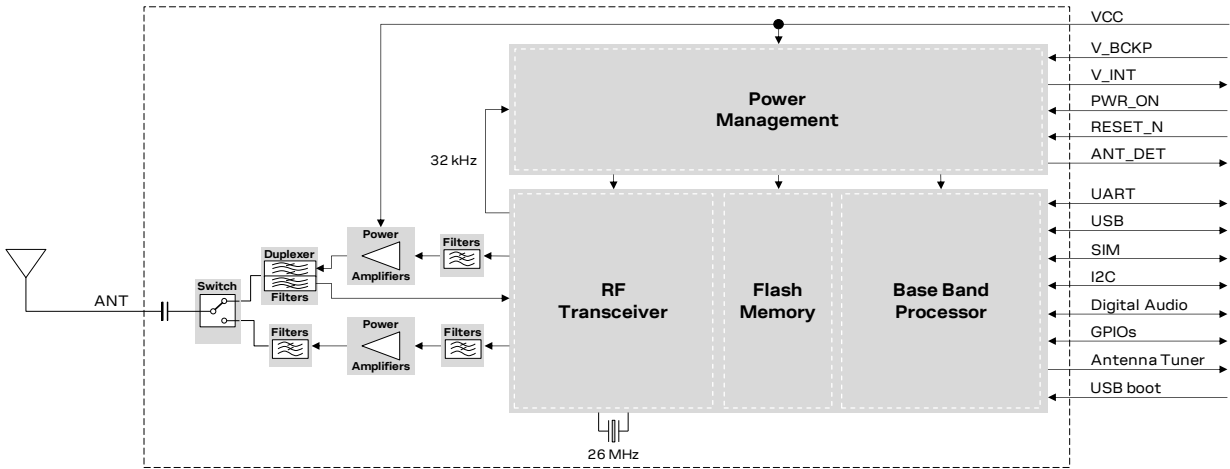 VCC
V_BCKP
V_INT
PWR_ON
RESET_N
ANT_DET
Power
Management
32 kHz
UART
USB
SIM
I2C
Digital Audio
GPIOs
Antenna Tuner
USB boot
Power
Amplifiers
Filters
Duplexer
Filters
Switch
ANT
Filters
Power
Amplifiers
Filters
RF
Transceiver
Flash
Memory
Base Band
Processor
26 MHz